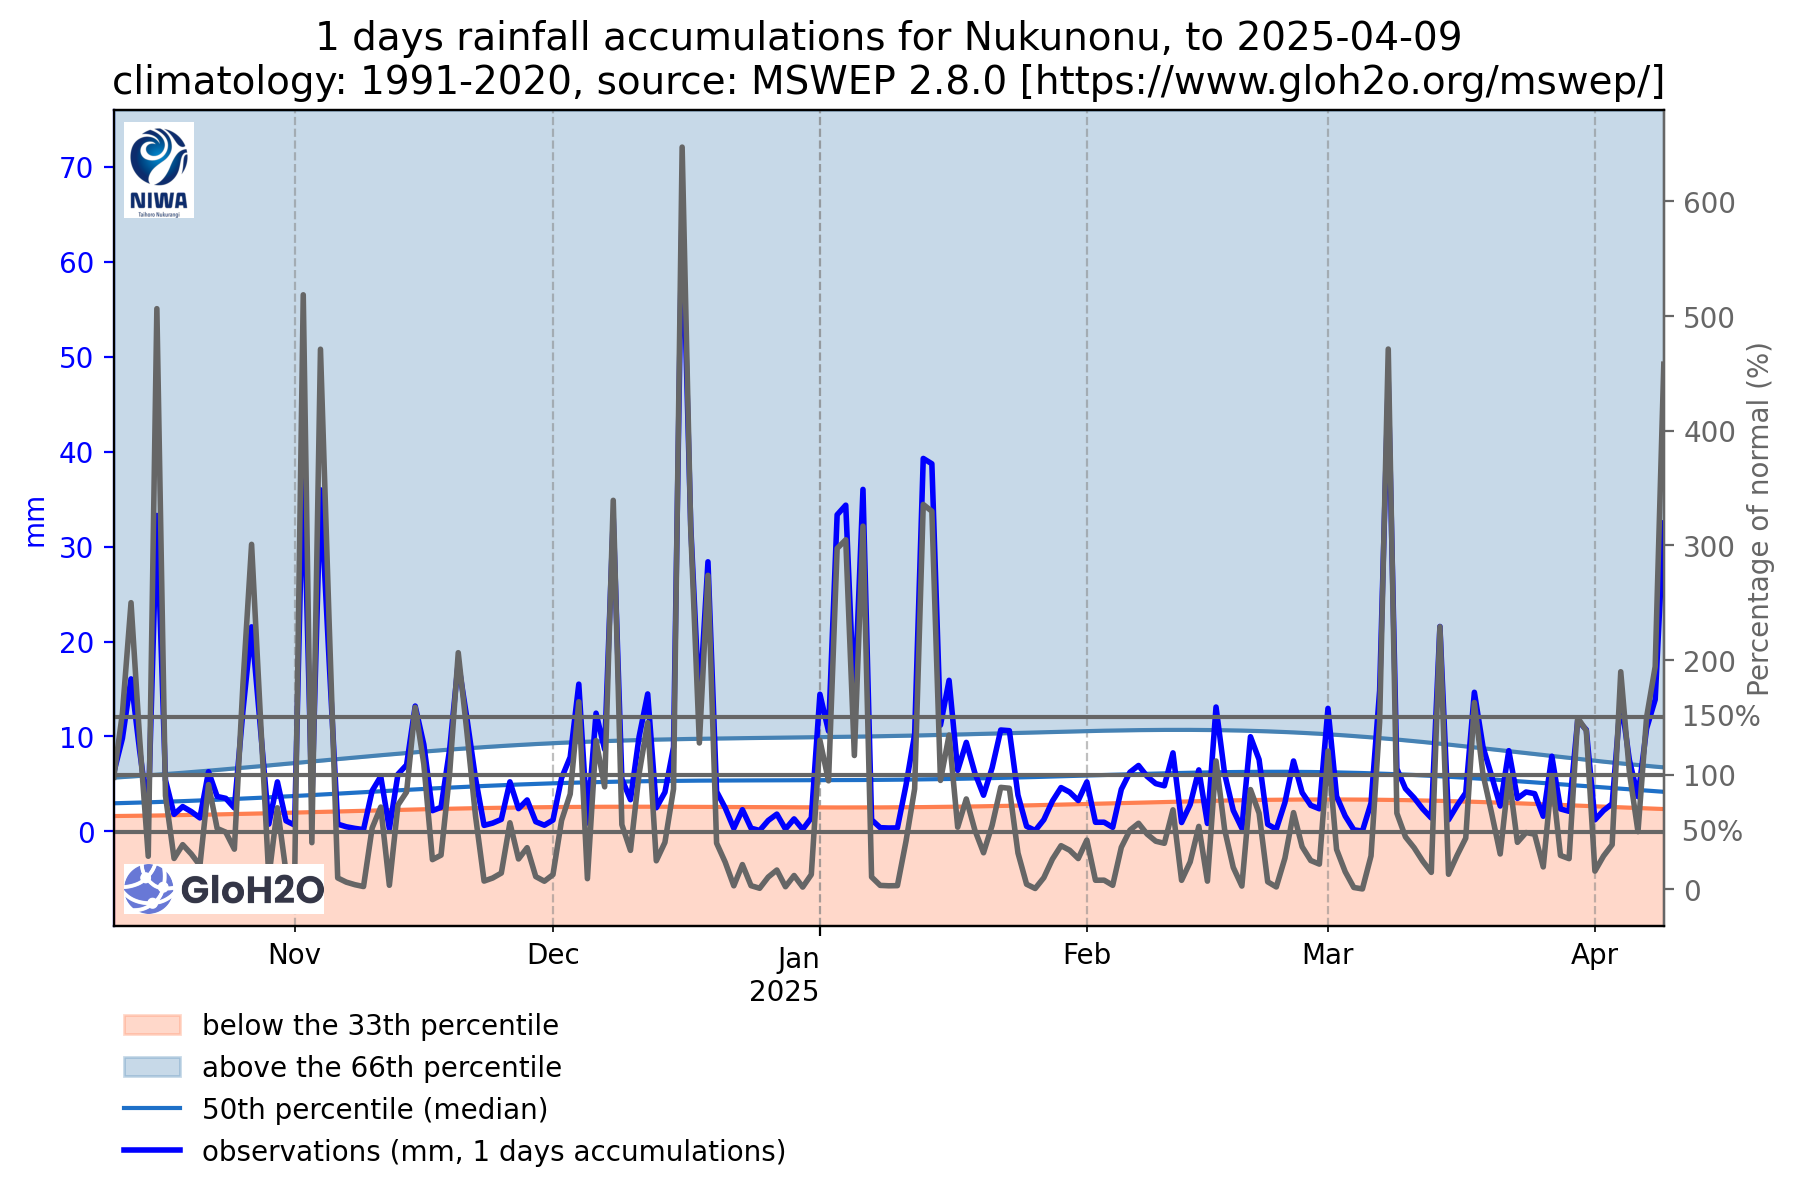 1 days rainfall accumulations for Nukunonu, to 2025-04-09
climatology: 1991-2020, source: MSWEP 2.8.0 [https://www.gloh2o.org/mswep/]
NIWA
Taihoro Nukurangi
70
60
50
40
30
20
10
0
mm
600
500
400
300
200
150%
100
50%
0
Percentage of normal (%)
GloH2O
Nov
Dec
Jan
2025
Feb
Mar
Apr
below the 33th percentile
above the 66th percentile
50th percentile (median)
observations (mm, 1 days accumulations)